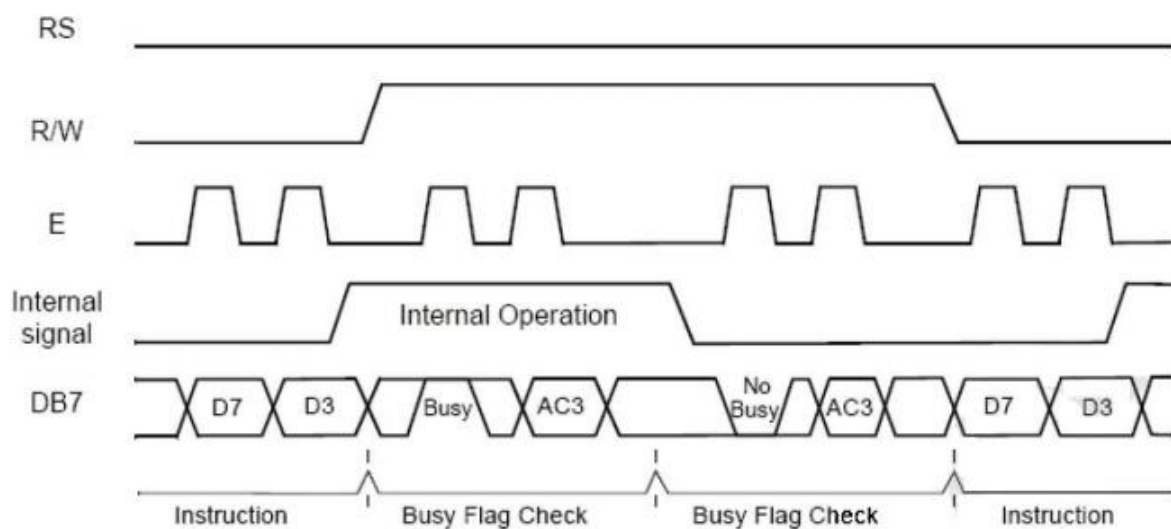 RS
R/W
E
Internal
signal
Internal Operation
DB7
D7
D3
Busy
AC3
No
Busy
AC3
D7
D3
Instruction
Busy Flag Check
Busy Flag Check
Instruction